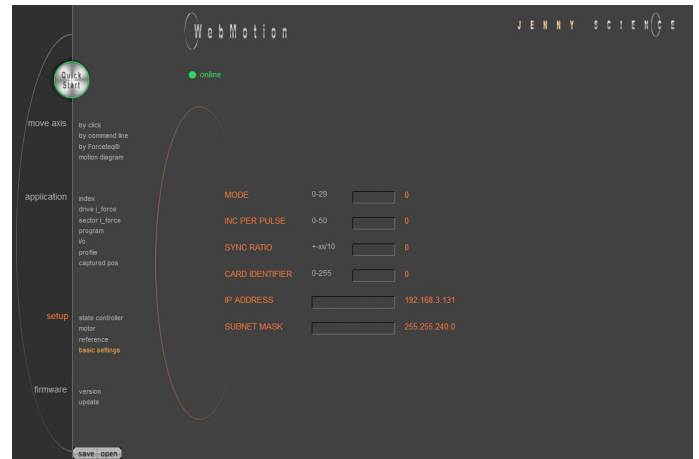 WebMotion
JENNY SCIENCE
Quick
Start
online
move axis
by click
by command line
by Forceteq®
motion diagram
application
index
drive i_force
sector i_force
program
i/o
profile
captured pos
MODE 0-29 0
INC PER PULSE 0-50 0
SYNC RATIO +-xx/10 0
CARD IDENTIFIER 0-255 0
IP ADDRESS 192.168.3.131
SUBNET MASK 255.255.240.0
setup
state controller
motor
reference
basic settings
firmware
version
update
save open